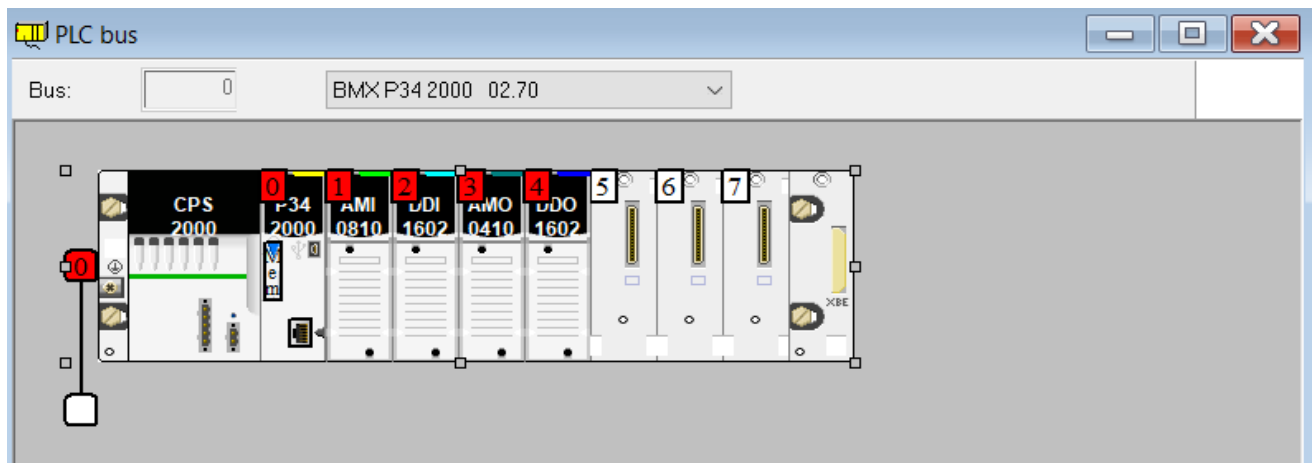 PLC bus
Bus: 0 BMX P34 2000 02.70
0 1 2 3 4 5 6 7
CPS P34 AMI DDI AMO DDO
2000 2000 0810 1602 0410 1602
0
Mem
XBE